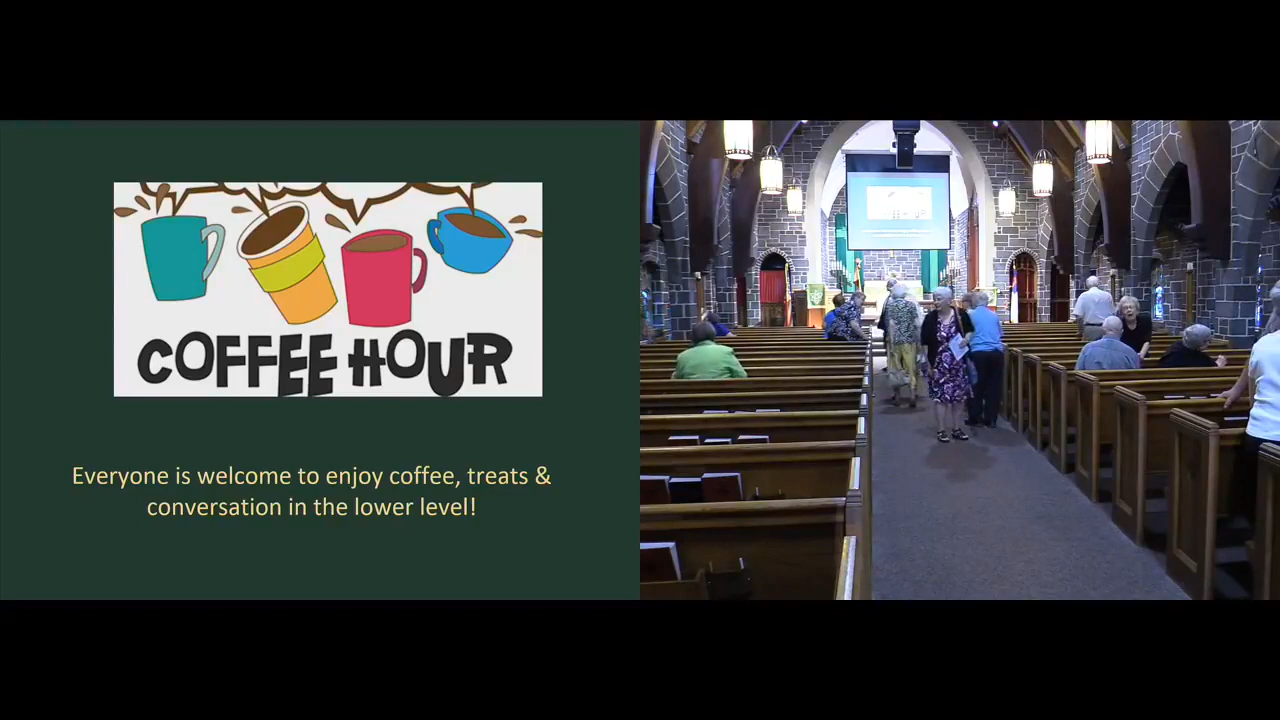 COFFEE HOUR
Everyone is welcome to enjoy coffee, treats &
conversation in the lower level!